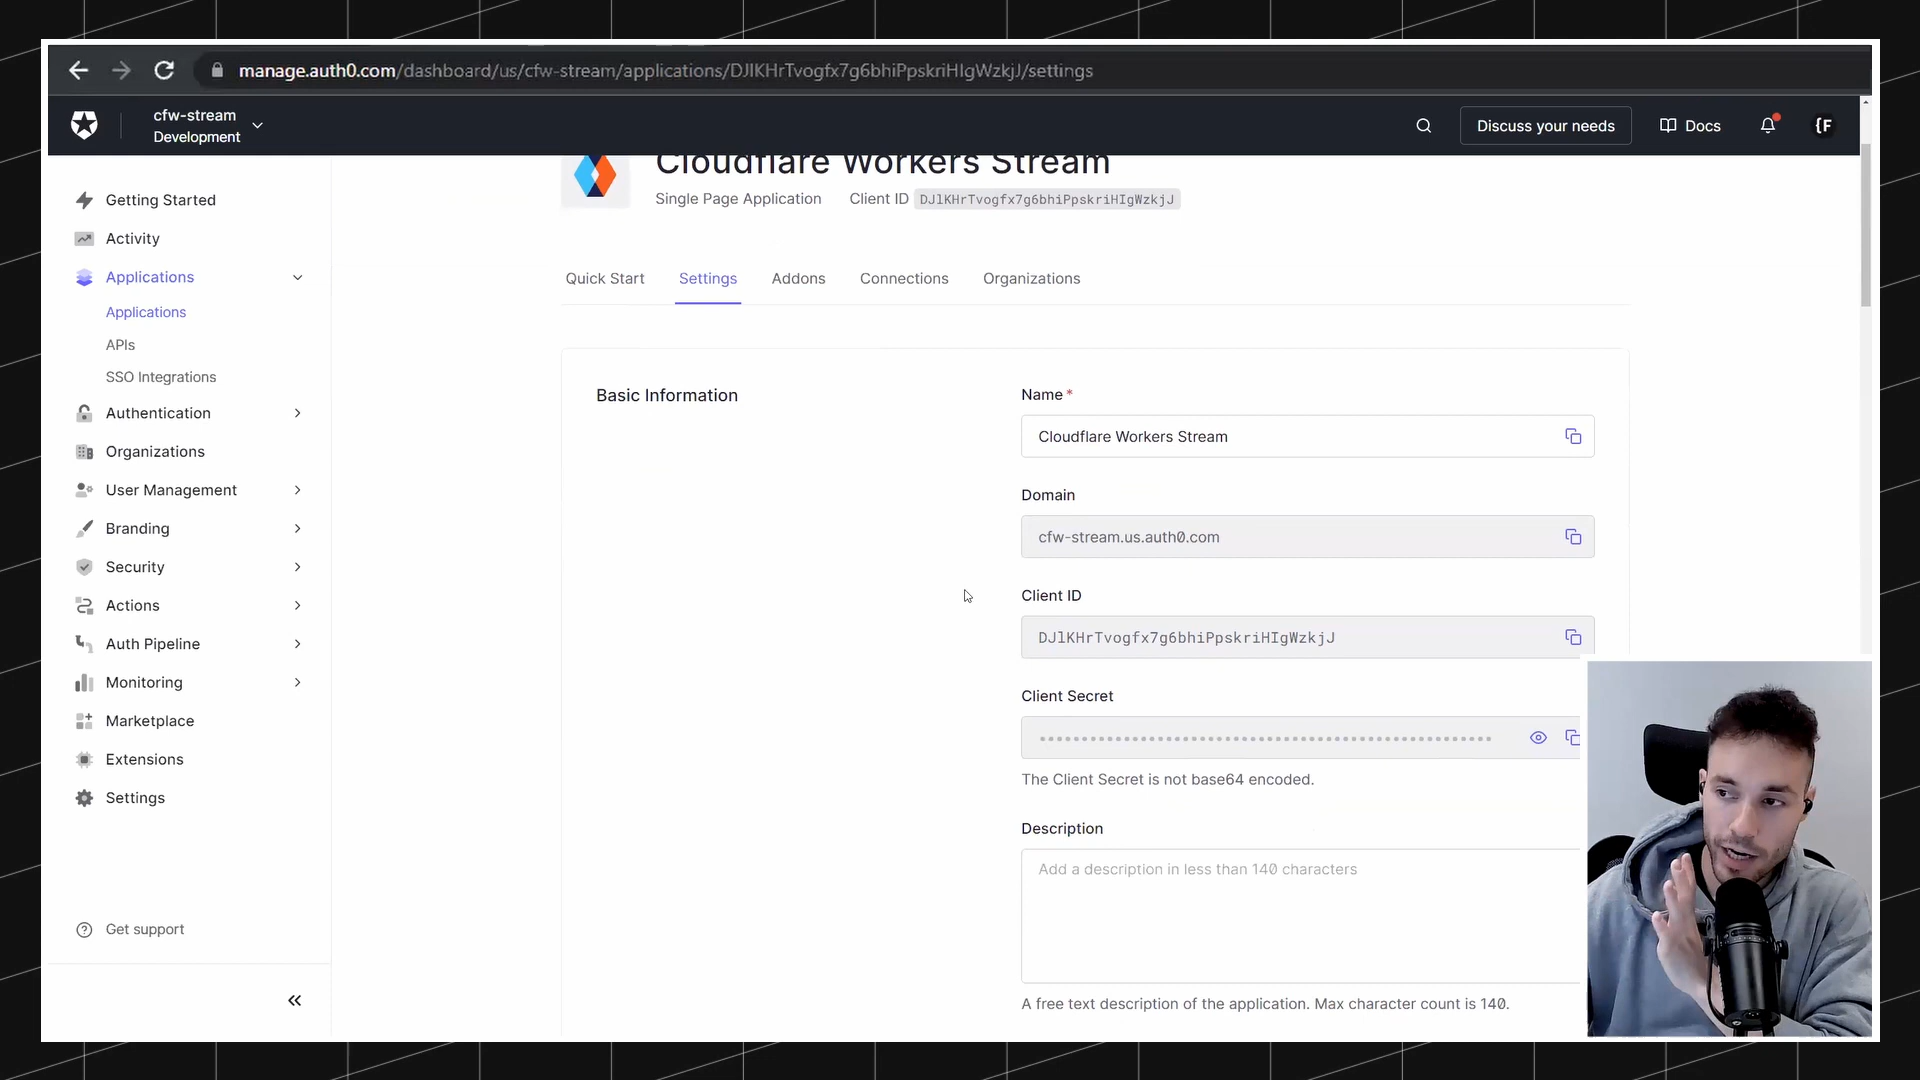 manage.auth0.com/dashboard/us/cfw-stream/applications/DJlKHrTvogfx7g6bhiPpskriHIgWzkjJ/settings
cfw-stream
Development
Discuss your needs
Docs
{F
Cloudflare Workers Stream
Single Page Application
Client ID
DJlKHrTvogfx7g6bhiPpskriHIgWzkjJ
Getting Started
Activity
Applications
Applications
APIs
SSO Integrations
Authentication
Organizations
User Management
Branding
Security
Actions
Auth Pipeline
Monitoring
Marketplace
Extensions
Settings
Get support
Quick Start
Settings
Addons
Connections
Organizations
Basic Information
Name *
Cloudflare Workers Stream
Domain
cfw-stream.us.auth0.com
Client ID
DJlKHrTvogfx7g6bhiPpskriHIgWzkjJ
Client Secret
The Client Secret is not base64 encoded.
Description
Add a description in less than 140 characters
A free text description of the application. Max character count is 140.